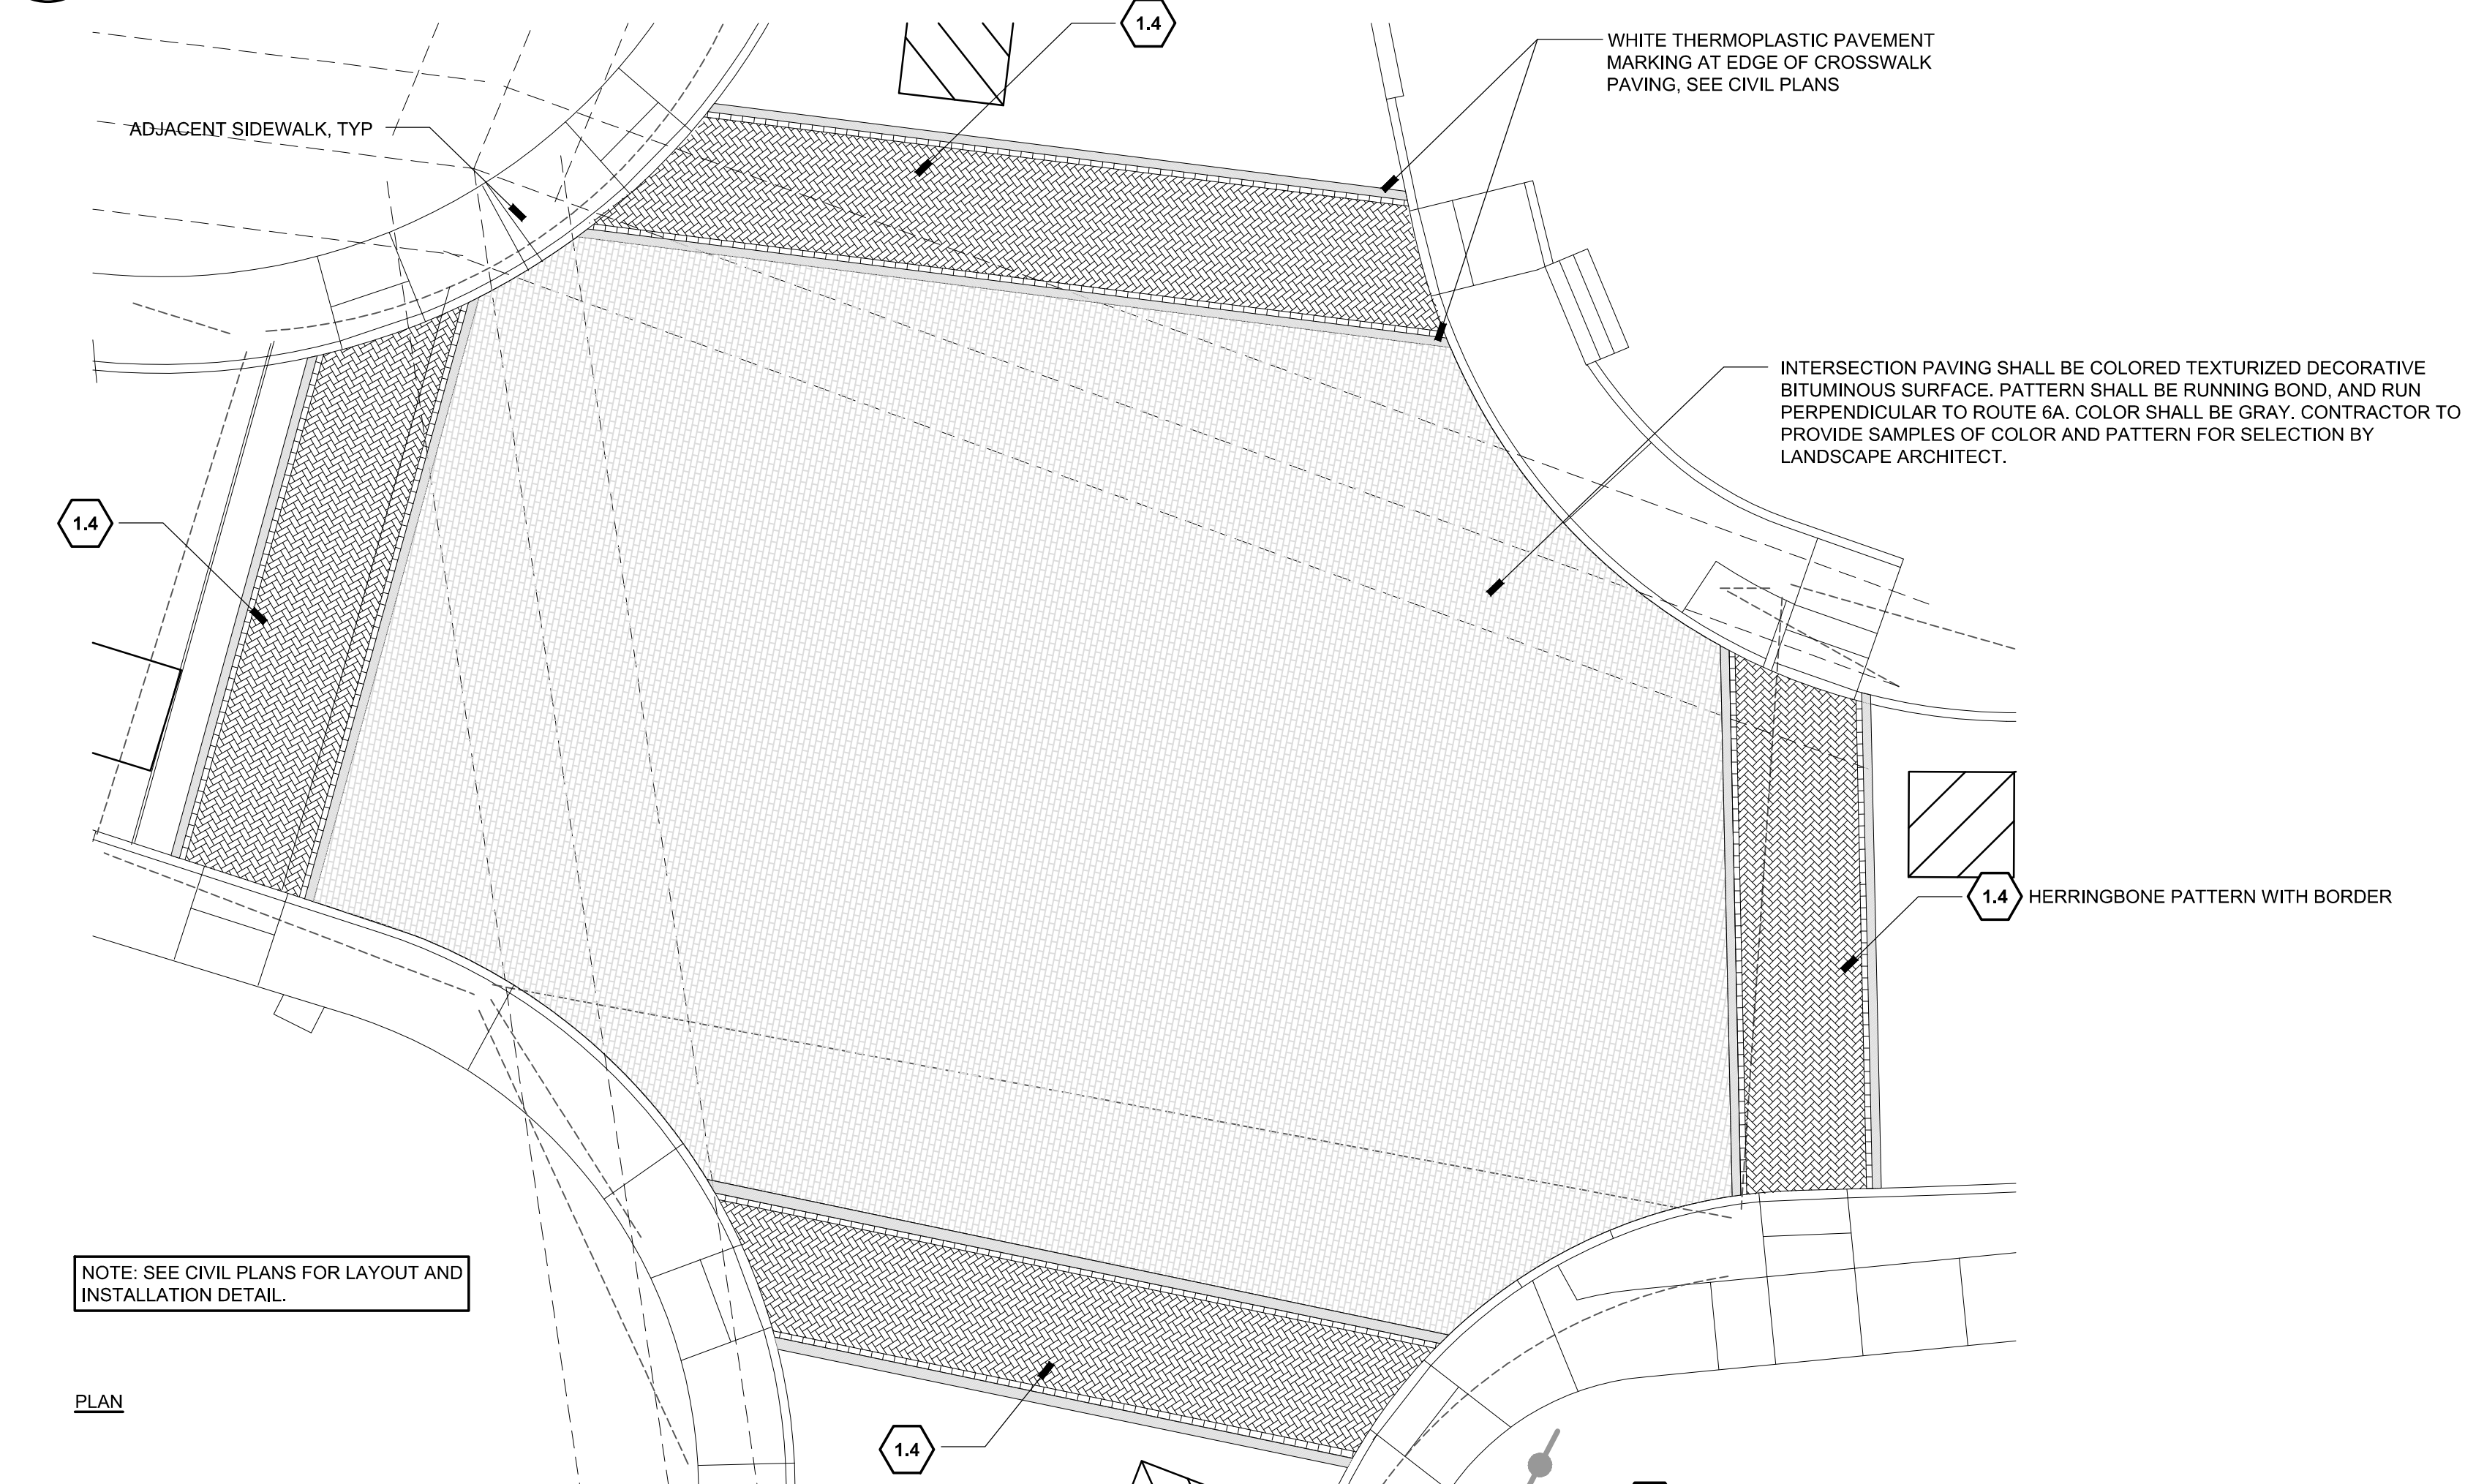 1.4
WHITE THERMOPLASTIC PAVEMENT
MARKING AT EDGE OF CROSSWALK
PAVING, SEE CIVIL PLANS
ADJACENT SIDEWALK, TYP
INTERSECTION PAVING SHALL BE COLORED TEXTURIZED DECORATIVE
BITUMINOUS SURFACE. PATTERN SHALL BE RUNNING BOND, AND RUN
PERPENDICULAR TO ROUTE 6A. COLOR SHALL BE GRAY. CONTRACTOR TO
PROVIDE SAMPLES OF COLOR AND PATTERN FOR SELECTION BY
LANDSCAPE ARCHITECT.
1.4
1.4 HERRINGBONE PATTERN WITH BORDER
NOTE: SEE CIVIL PLANS FOR LAYOUT AND
INSTALLATION DETAIL.
PLAN
1.4